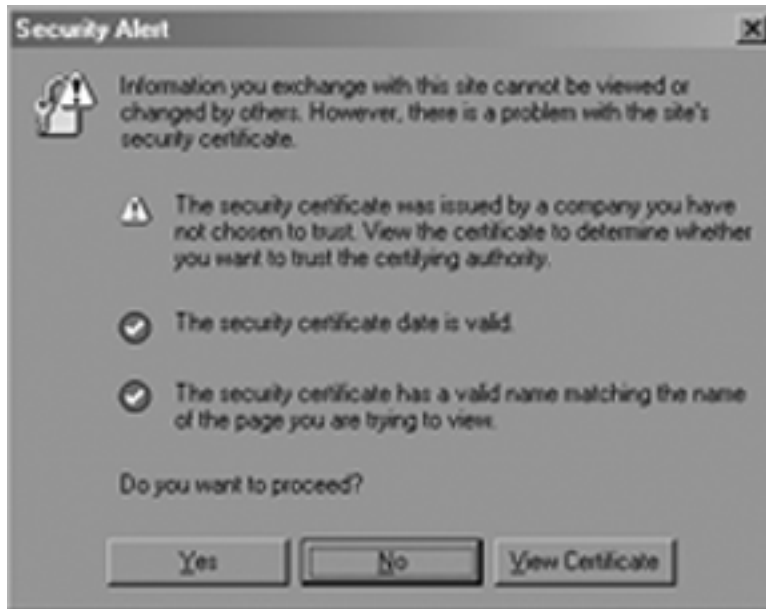 Security Alert
Information you exchange with this site cannot be viewed or
changed by others. However, there is a problem with the site's
security certificate.
The security certificate was issued by a company you have
not chosen to trust. View the certificate to determine whether
you want to trust the certifying authority.
The security certificate date is valid.
The security certificate has a valid name matching the name
of the page you are trying to view.
Do you want to proceed?
Yes No View Certificate